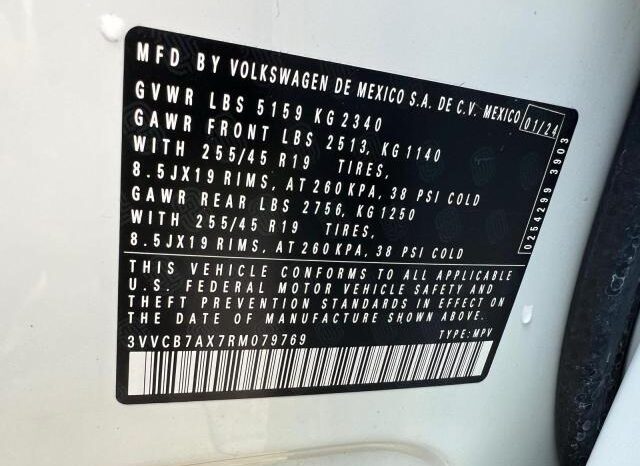 MFD BY VOLKSWAGEN DE MEXICO S.A. DE C.V. MEXICO
01/24
GVWR LBS 5159 KG 2340
GAWR FRONT LBS 2513, KG 1140
WITH 255/45 R19 TIRES,
8.5JX19 RIMS, AT 260 KPA, 38 PSI COLD
GAWR REAR LBS 2756, KG 1250
WITH 255/45 R19 TIRES,
8.5JX19 RIMS, AT 260 KPA, 38 PSI COLD
0254299 3903
THIS VEHICLE CONFORMS TO ALL APPLICABLE
U.S. FEDERAL MOTOR VEHICLE SAFETY AND
THEFT PREVENTION STANDARDS IN EFFECT ON
THE DATE OF MANUFACTURE SHOWN ABOVE.
3VVCB7AX7RM079769 TYPE: MPV